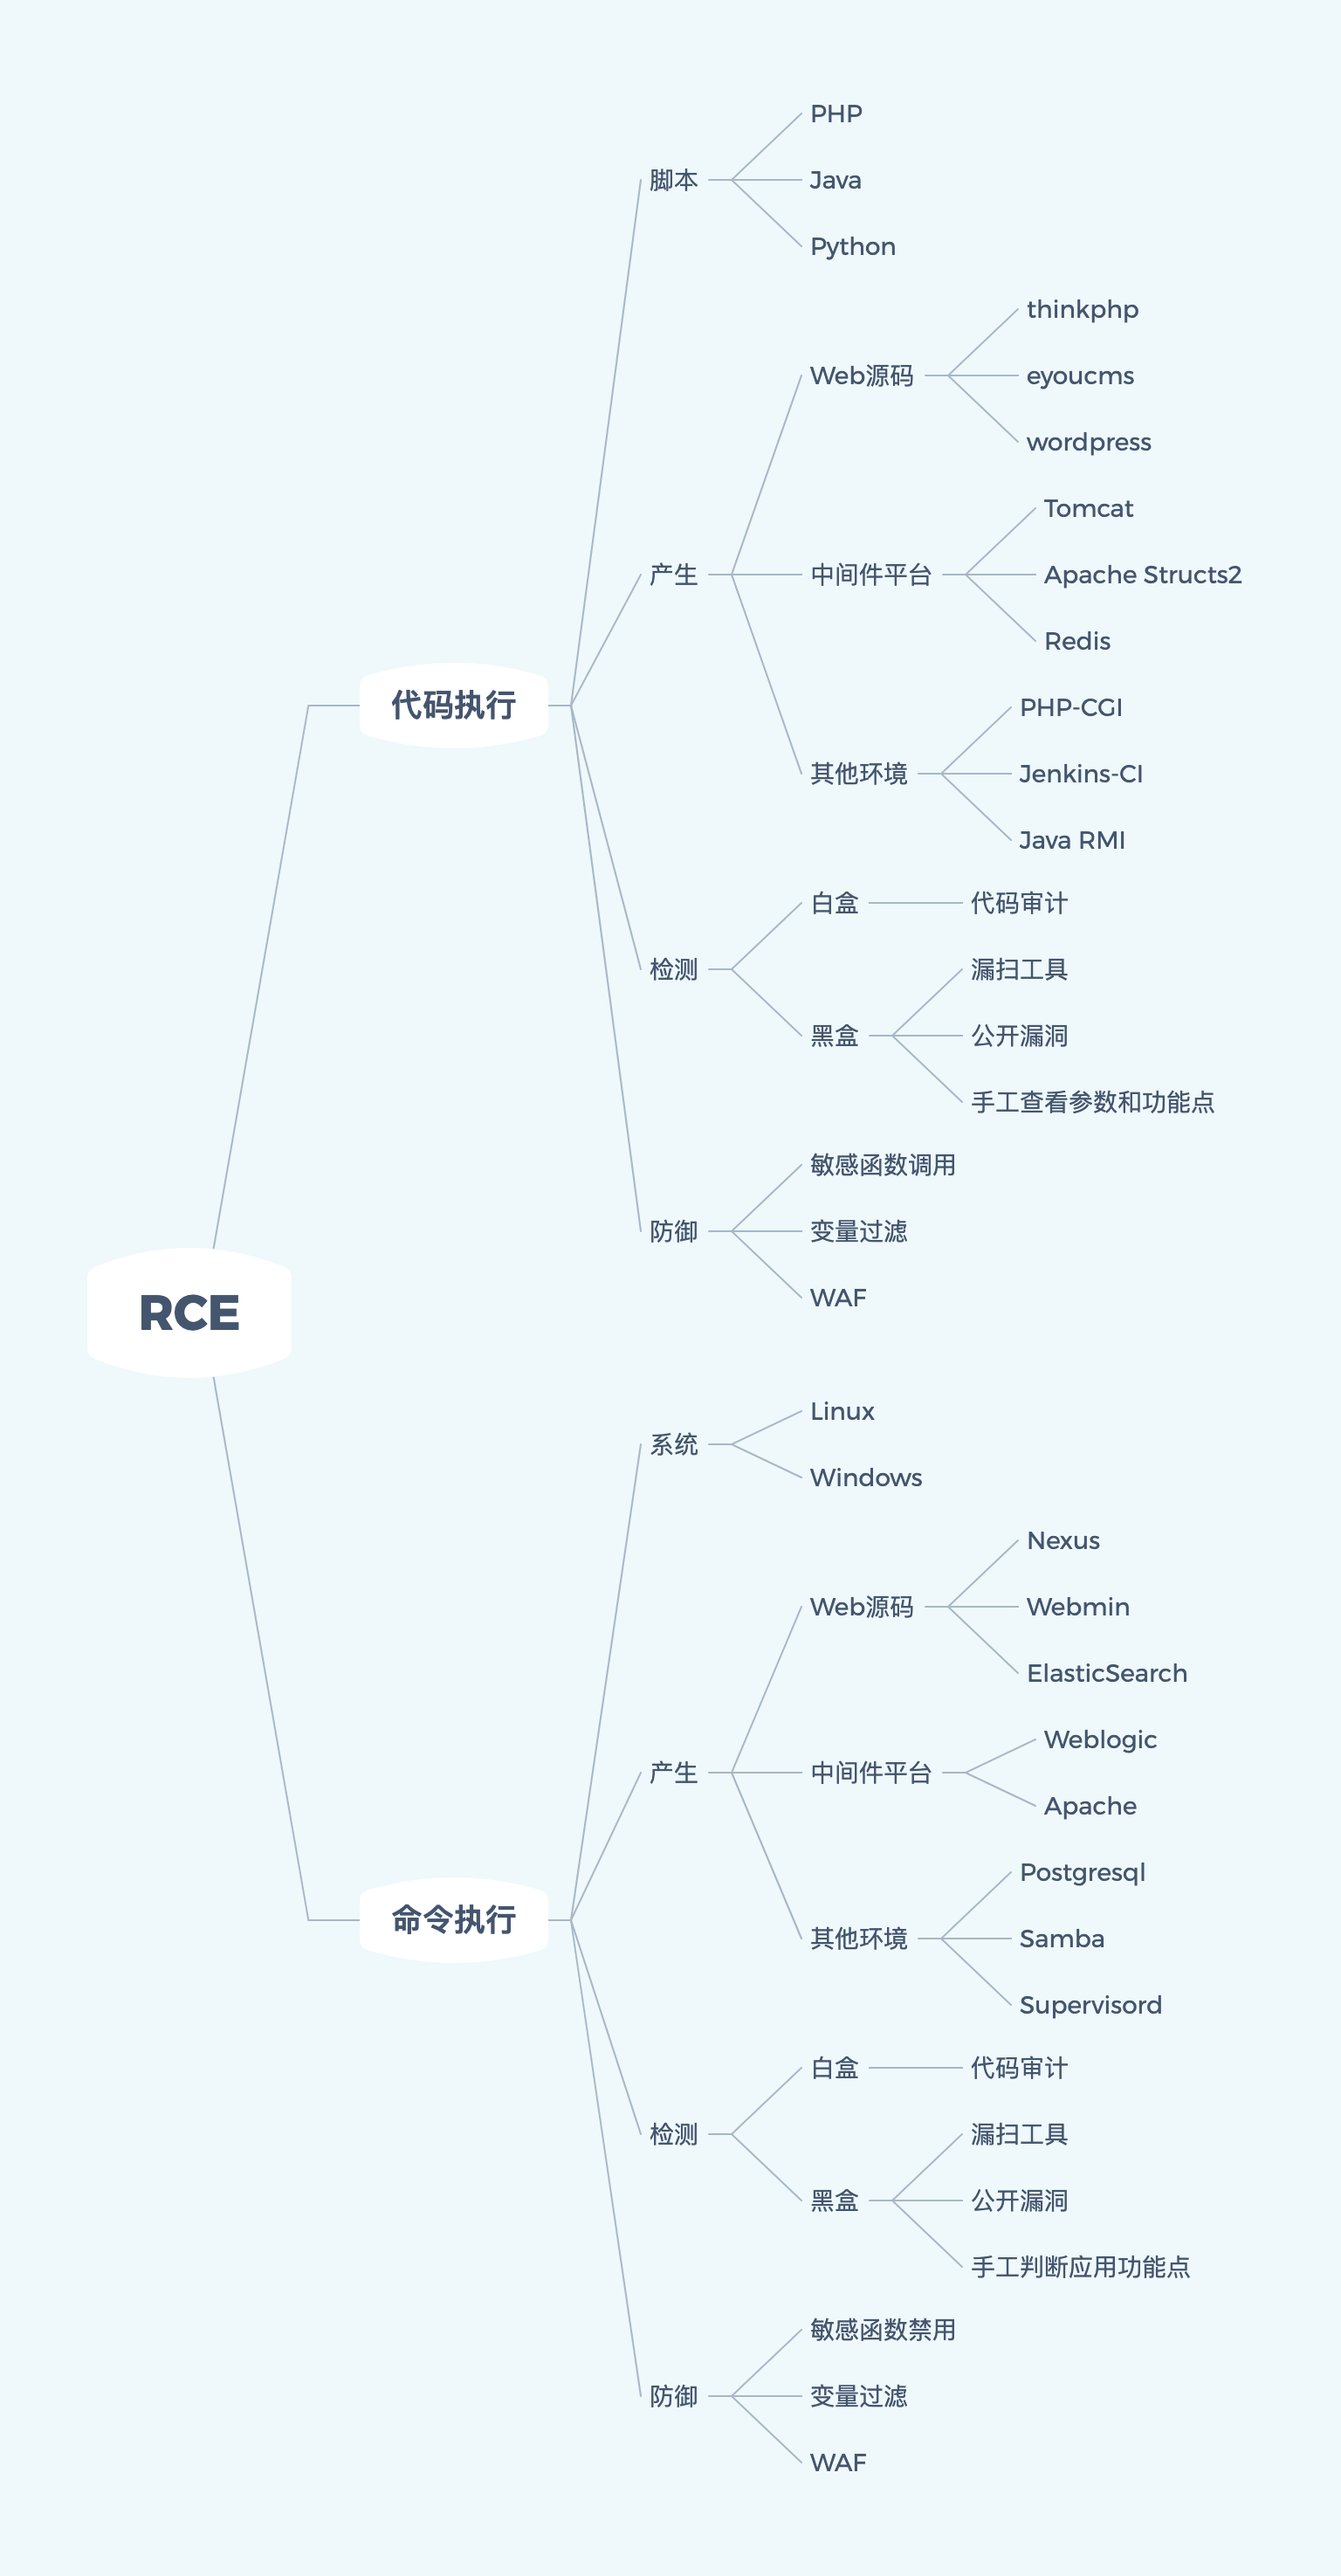 RCE
代码执行
脚本
PHP
Java
Python
产生
Web源码
thinkphp
eyoucms
wordpress
中间件平台
Tomcat
Apache Structs2
Redis
其他环境
PHP-CGI
Jenkins-CI
Java RMI
检测
白盒
代码审计
黑盒
漏扫工具
公开漏洞
手工查看参数和功能点
防御
敏感函数调用
变量过滤
WAF
命令执行
系统
Linux
Windows
产生
Web源码
Nexus
Webmin
ElasticSearch
中间件平台
Weblogic
Apache
其他环境
Postgresql
Samba
Supervisord
检测
白盒
代码审计
黑盒
漏扫工具
公开漏洞
手工判断应用功能点
防御
敏感函数禁用
变量过滤
WAF